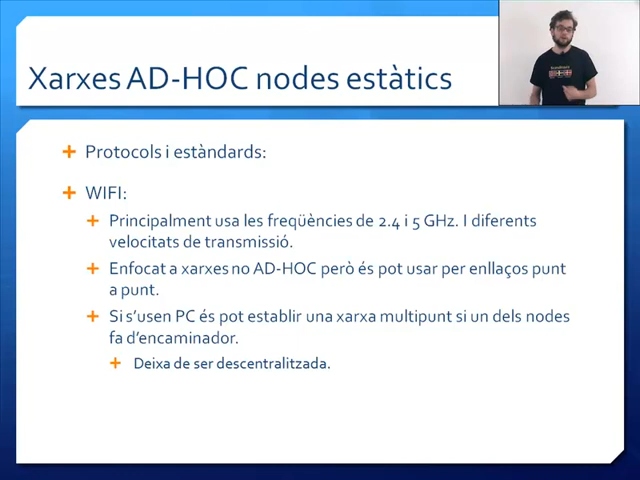 Xarxes AD-HOC nodes estàtics
Protocols i estàndards:
WIFI:
Principalment usa les freqüències de 2.4 i 5 GHz. I diferents
velocitats de transmissió.
Enfocat a xarxes no AD-HOC però és pot usar per enllaços punt
a punt.
Si s'usen PC és pot establir una xarxa multipunt si un dels nodes
fa d'encaminador.
Deixa de ser descentralitzada.